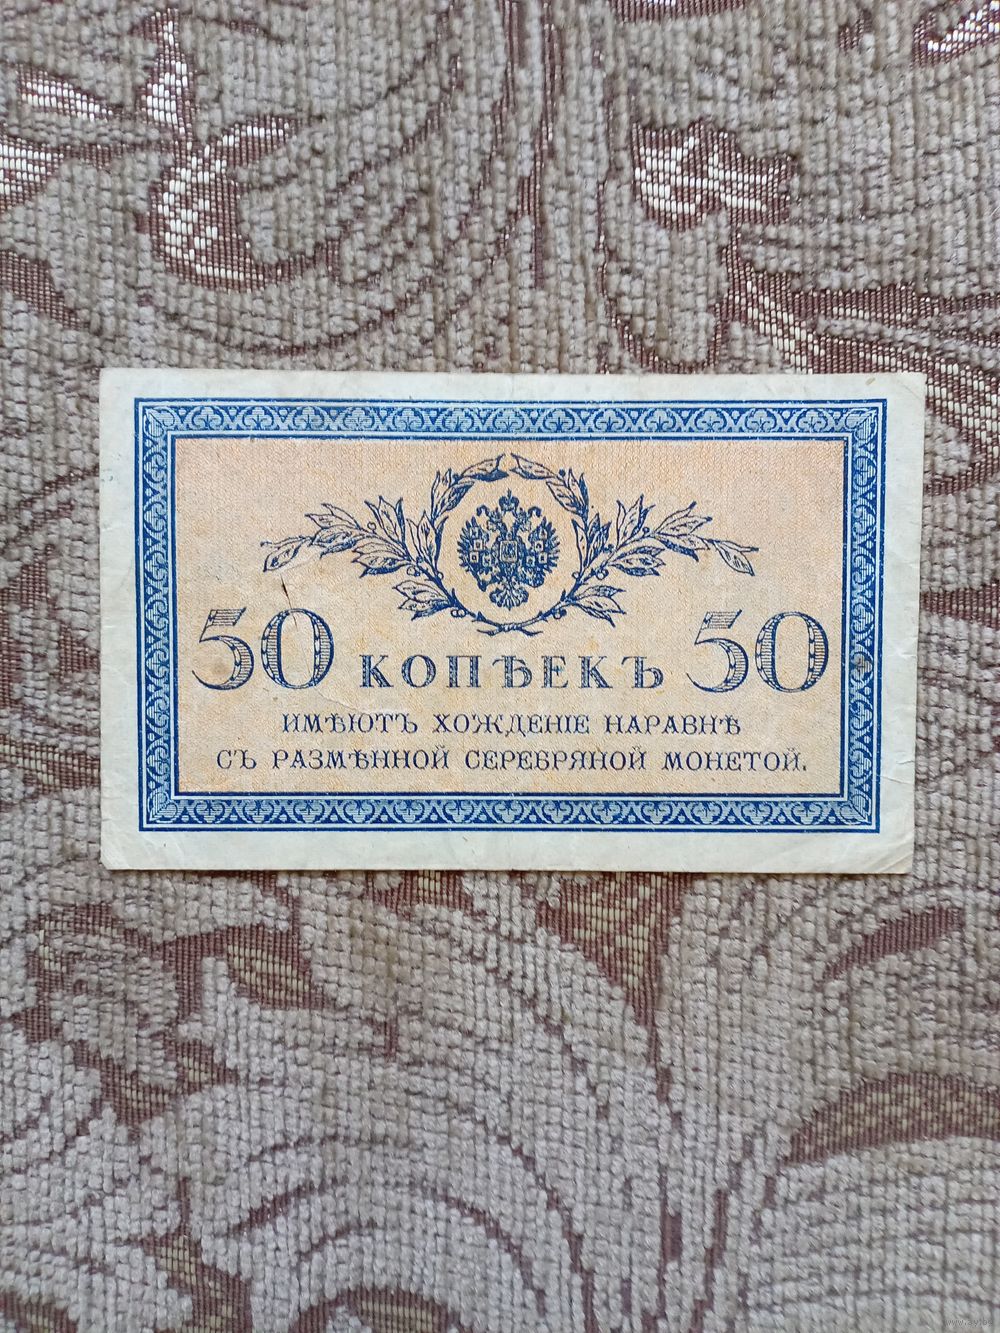 50 КОПѢЕКЪ 50
ИМѢЮТЪ ХОЖДЕНІЕ НАРАВНѢ
СЪ РАЗМѢННОЙ СЕРЕБРЯНОЙ МОНЕТОЙ.